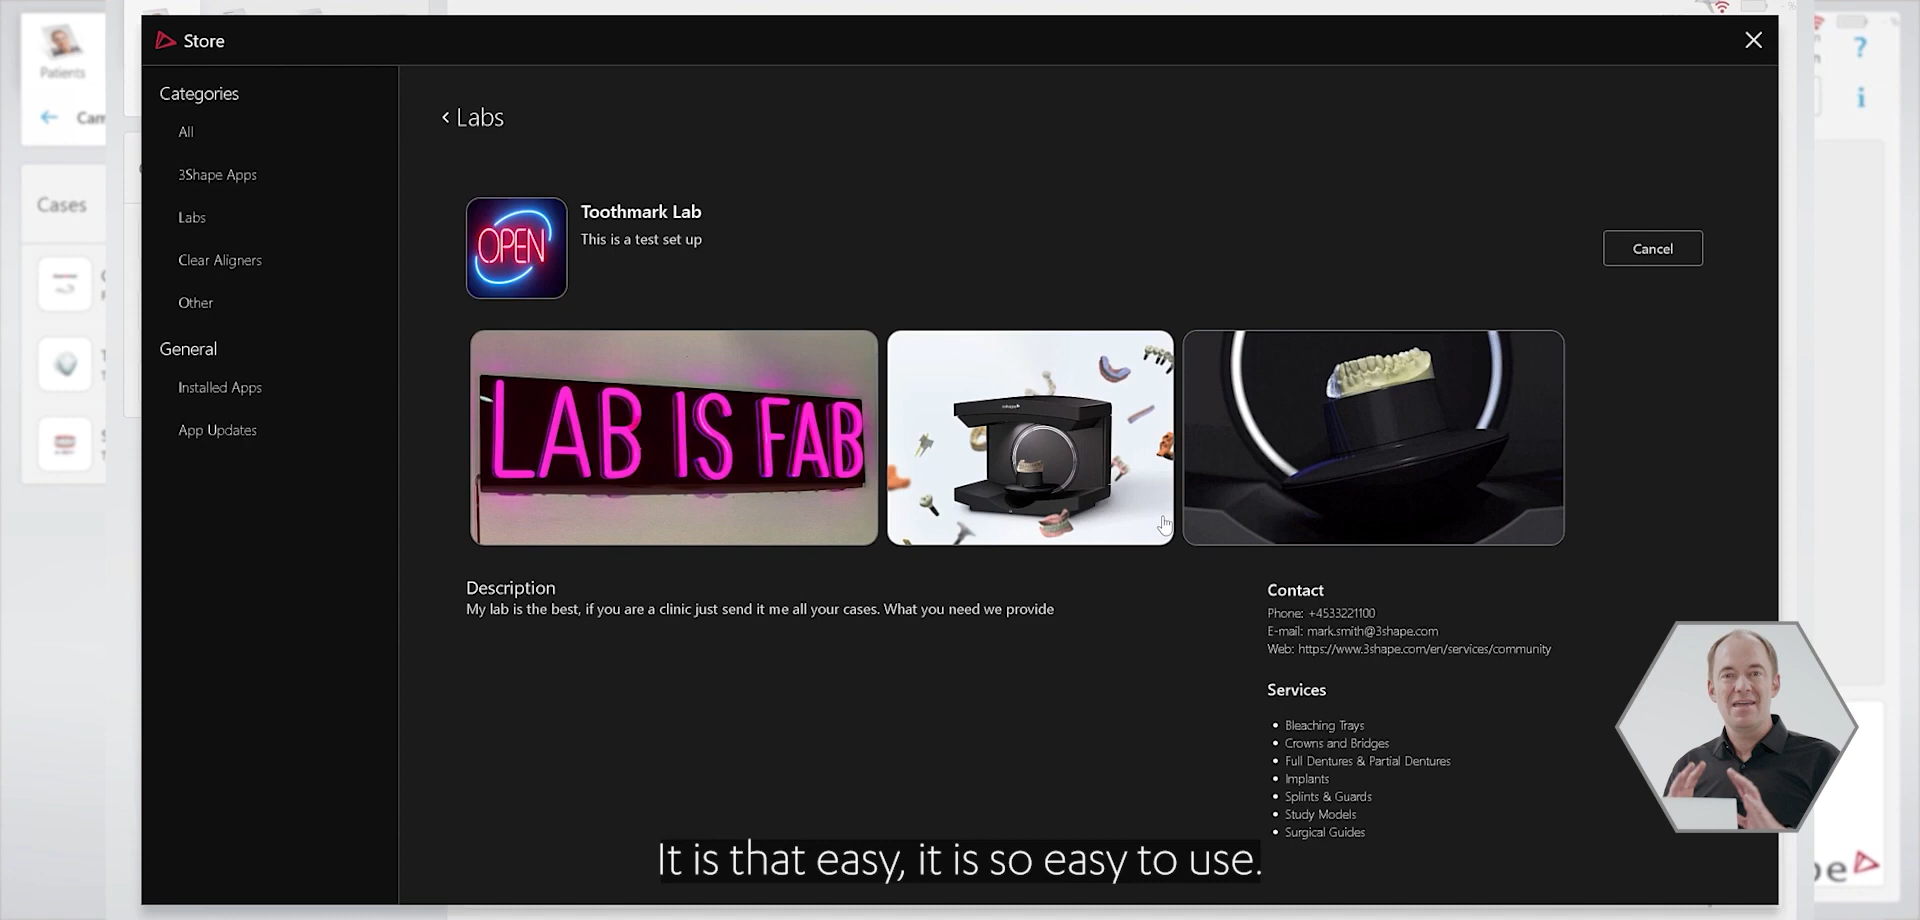 Store
Patients
Categories
All
3Shape Apps
Labs
Clear Aligners
Other
General
Installed Apps
App Updates
Cases
< Labs
Toothmark Lab
This is a test set up
Cancel
OPEN
LAB IS FAB
Description
My lab is the best, if you are a clinic just send it me all your cases. What you need we provide
Contact
Phone: +4533221100
E-mail: mark.smith@3shape.com
Web: https://www.3shape.com/en/services/community
Services
• Bleaching Trays
• Crowns and Bridges
• Full Dentures & Partial Dentures
• Implants
• Splints & Guards
• Study Models
• Surgical Guides
It is that easy, it is so easy to use.